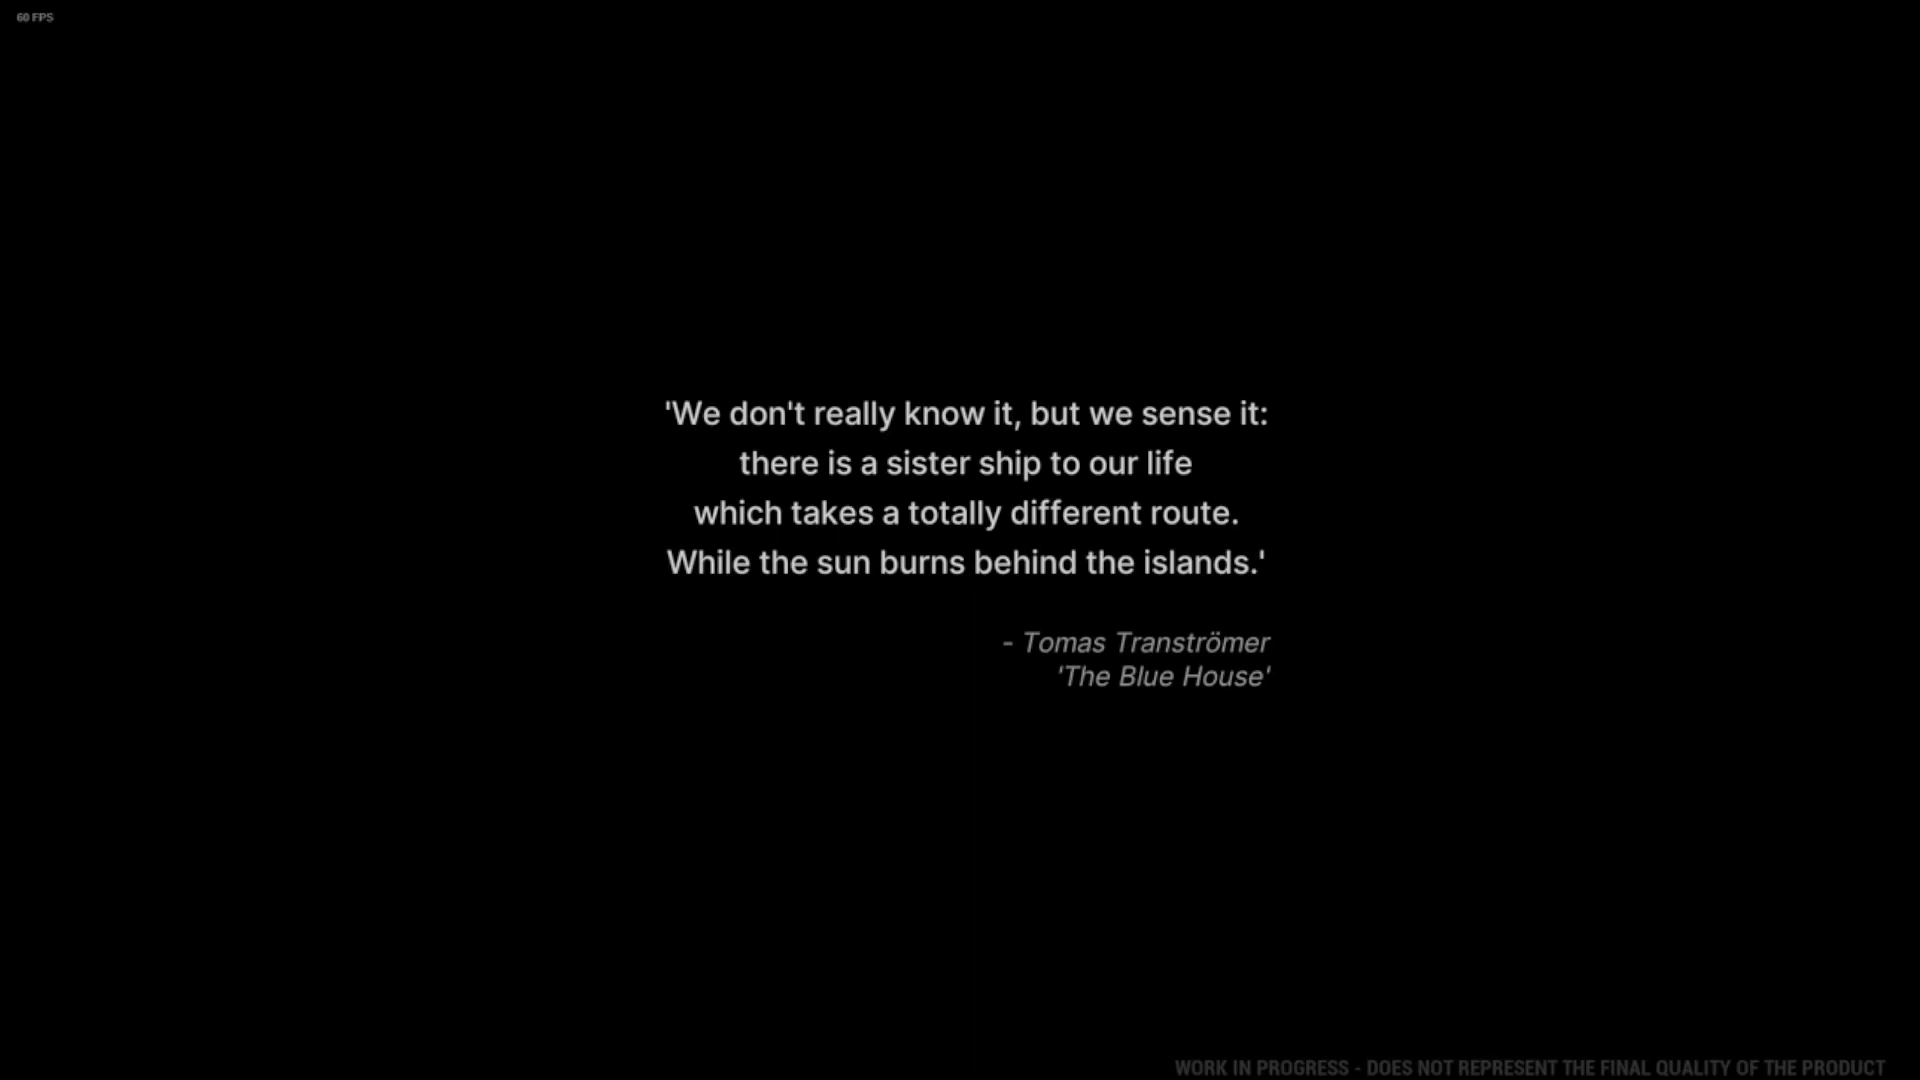 60 FPS
'We don't really know it, but we sense it:
there is a sister ship to our life
which takes a totally different route.
While the sun burns behind the islands.'
- Tomas Tranströmer
'The Blue House'
WORK IN PROGRESS - DOES NOT REPRESENT THE FINAL QUALITY OF THE PRODUCT